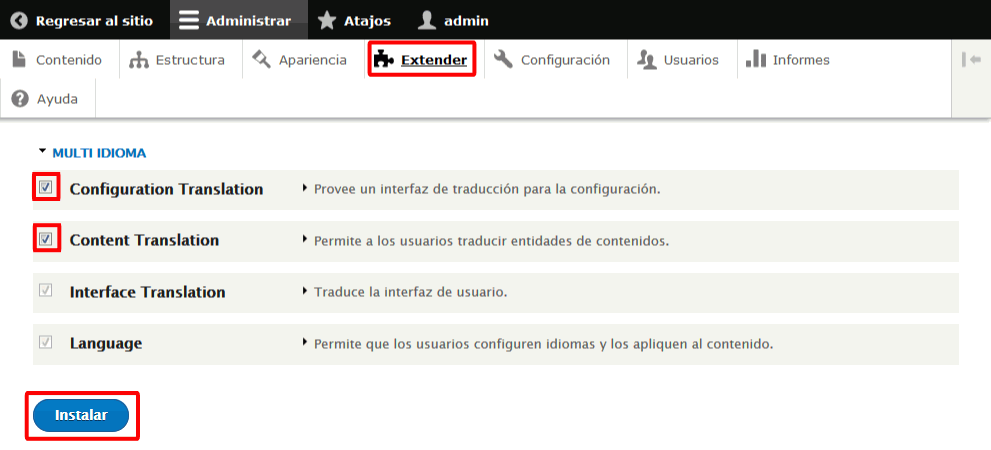 Regresar al sitio Administrar Atajos admin
Contenido Estructura Apariencia Extender Configuración Usuarios Informes
Ayuda
MULTI IDIOMA
Configuration Translation Provee un interfaz de traducción para la configuración.
Content Translation Permite a los usuarios traducir entidades de contenidos.
Interface Translation Traduce la interfaz de usuario.
Language Permite que los usuarios configuren idiomas y los apliquen al contenido.
Instalar